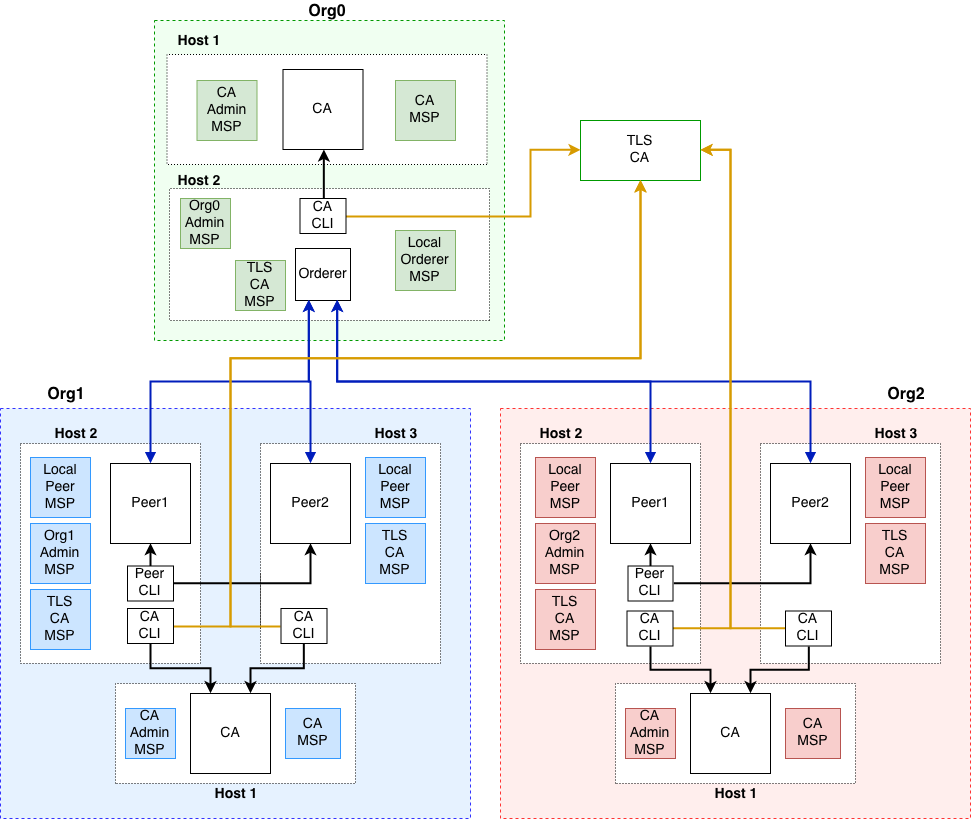 Org0
Host 1
CA
Admin
MSP
CA
CA
MSP
TLS
CA
Host 2
Org0
Admin
MSP
CA
CLI
TLS
CA
MSP
Orderer
Local
Orderer
MSP
Org1
Host 2
Host 3
Local
Peer
MSP
Peer1
Peer2
Local
Peer
MSP
Org1
Admin
MSP
TLS
CA
MSP
Peer
CLI
TLS
CA
MSP
CA
CLI
CA
CLI
CA
Admin
MSP
CA
CA
MSP
Host 1
Org2
Host 2
Host 3
Local
Peer
MSP
Peer1
Peer2
Local
Peer
MSP
Org2
Admin
MSP
TLS
CA
MSP
Peer
CLI
TLS
CA
MSP
CA
CLI
CA
CLI
CA
Admin
MSP
CA
CA
MSP
Host 1